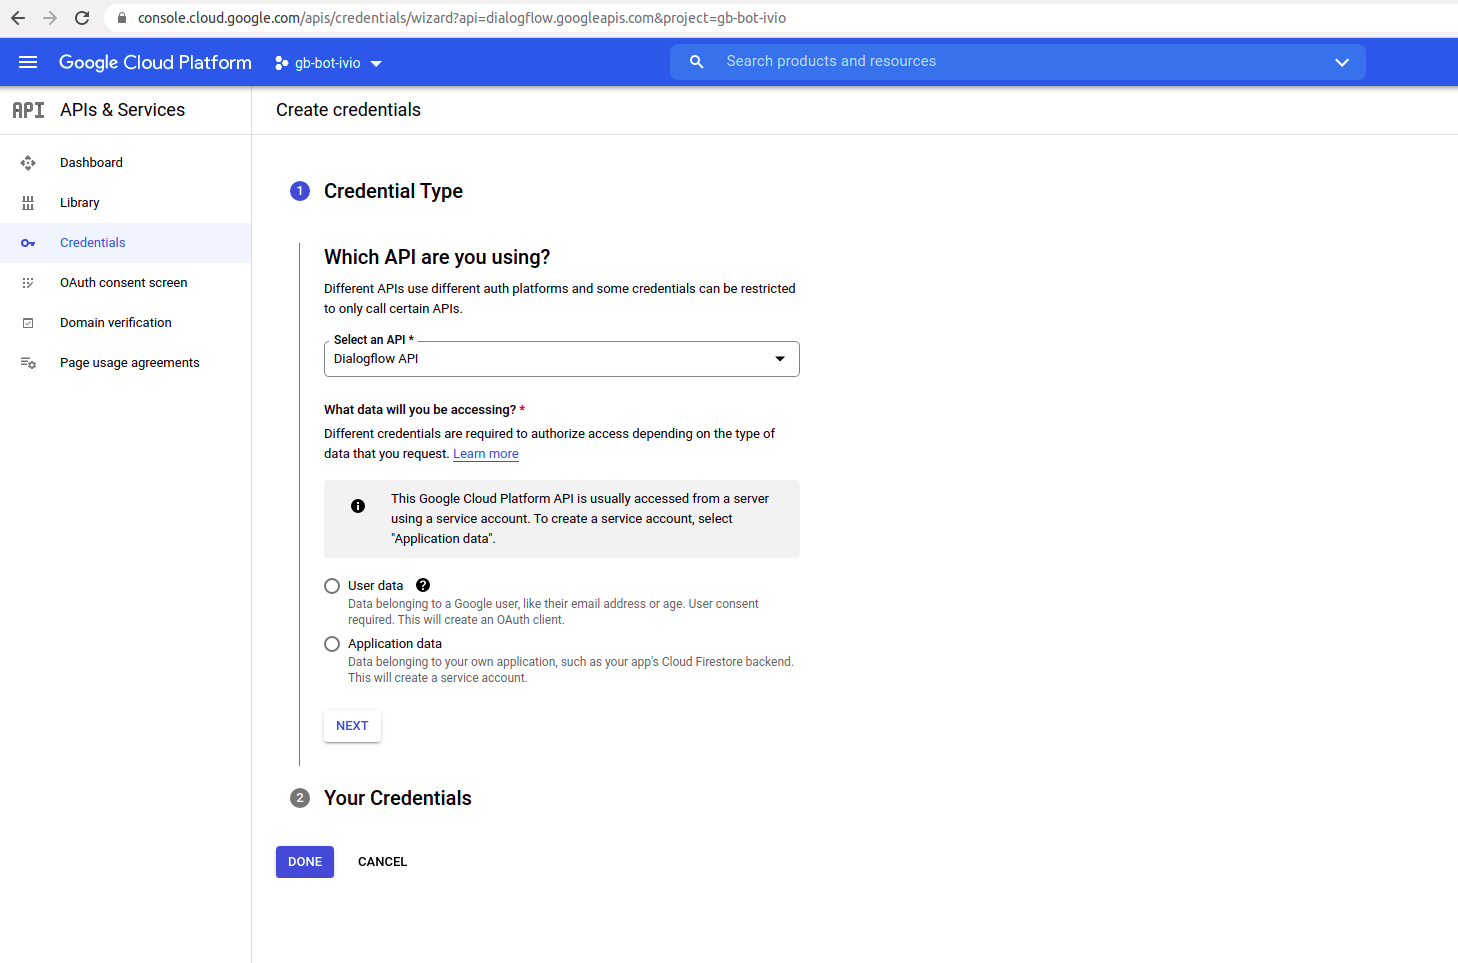 console.cloud.google.com/apis/credentials/wizard?api=dialogflow.googleapis.com&project=gb-bot-ivio
Google Cloud Platform
gb-bot-ivio
Search products and resources
API
APIs & Services
Create credentials
Dashboard
Library
Credentials
OAuth consent screen
Domain verification
Page usage agreements
1
Credential Type
Which API are you using?
Different APIs use different auth platforms and some credentials can be restricted
to only call certain APIs.
Select an API *
Dialogflow API
What data will you be accessing? *
Different credentials are required to authorize access depending on the type of
data that you request. Learn more
This Google Cloud Platform API is usually accessed from a server
using a service account. To create a service account, select
"Application data".
User data
Data belonging to a Google user, like their email address or age. User consent
required. This will create an OAuth client.
Application data
Data belonging to your own application, such as your app's Cloud Firestore backend.
This will create a service account.
NEXT
2
Your Credentials
DONE
CANCEL